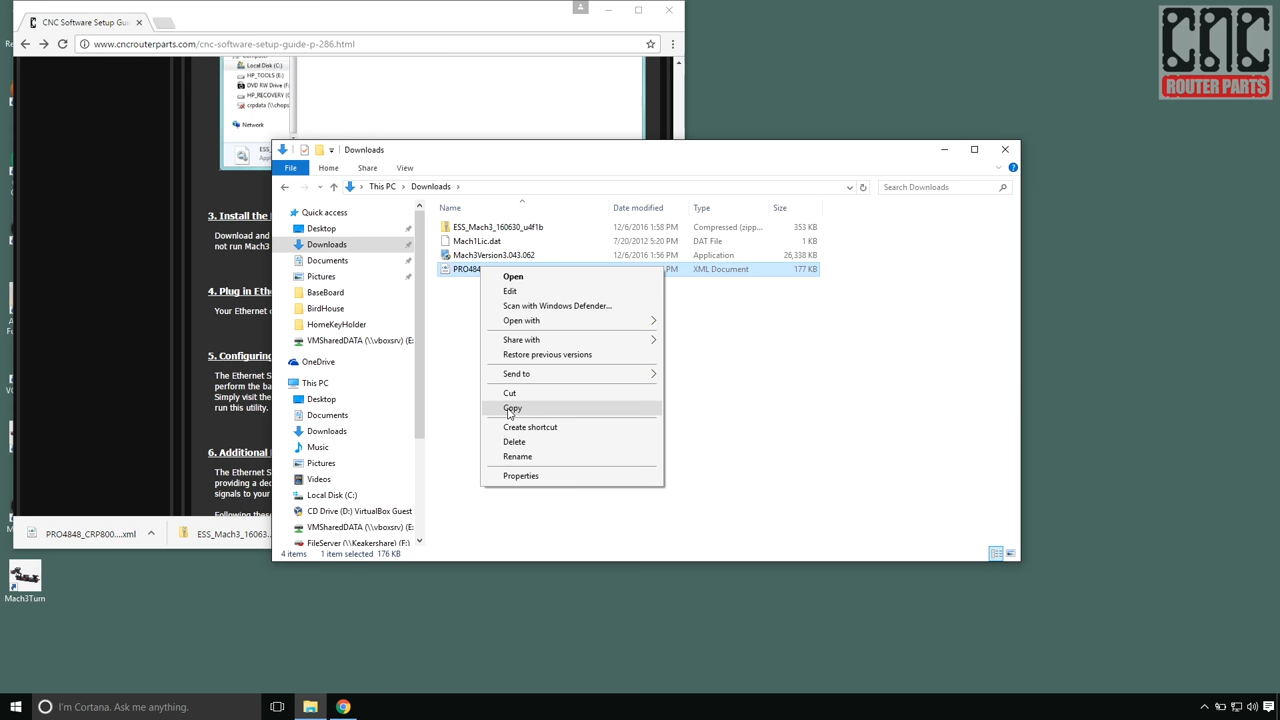 CNC Software Setup Gui
www.cncrouterparts.com/cnc-software-setup-guide-p-286.html
CNC
ROUTER PARTS
Local Disk (C:)
HP_TOOLS (E:)
DVD RW Drive (F:
HP_RECOVERY (G
crpdata (\\chops
Network
ESS_
3. Install the
Download and
not run Mach3
4. Plug in Eth
Your Ethernet
5. Configuring
The Ethernet S
perform the ba
Simply visit the
run this utility.
6. Additional
The Ethernet S
providing a dec
signals to your
Following these
PRO4848_CRP800....xml
ESS_Mach3_16063...
Downloads
File
Home
Share
View
This PC
Downloads
Search Downloads
Quick access
Desktop
Downloads
Documents
Pictures
BaseBoard
BirdHouse
HomeKeyHolder
VMSharedDATA (\\vboxsrv) (E:
OneDrive
This PC
Desktop
Documents
Downloads
Music
Pictures
Videos
Local Disk (C:)
CD Drive (D:) VirtualBox Guest
VMSharedDATA (\\vboxsrv) (E:
FileServer (\\Keakershare) (F:)
Name
Date modified
Type
Size
ESS_Mach3_160630_u4f1b
12/6/2016 1:58 PM
Compressed (zipp...
353 KB
Mach1Lic.dat
7/20/2012 5:20 PM
DAT File
1 KB
Mach3Version3.043.062
12/6/2016 1:56 PM
Application
26,338 KB
PRO484
PM
XML Document
177 KB
Open
Edit
Scan with Windows Defender...
Open with
Share with
Restore previous versions
Send to
Cut
Copy
Create shortcut
Delete
Rename
Properties
4 items
1 item selected 176 KB
Mach3Turn
I'm Cortana. Ask me anything.